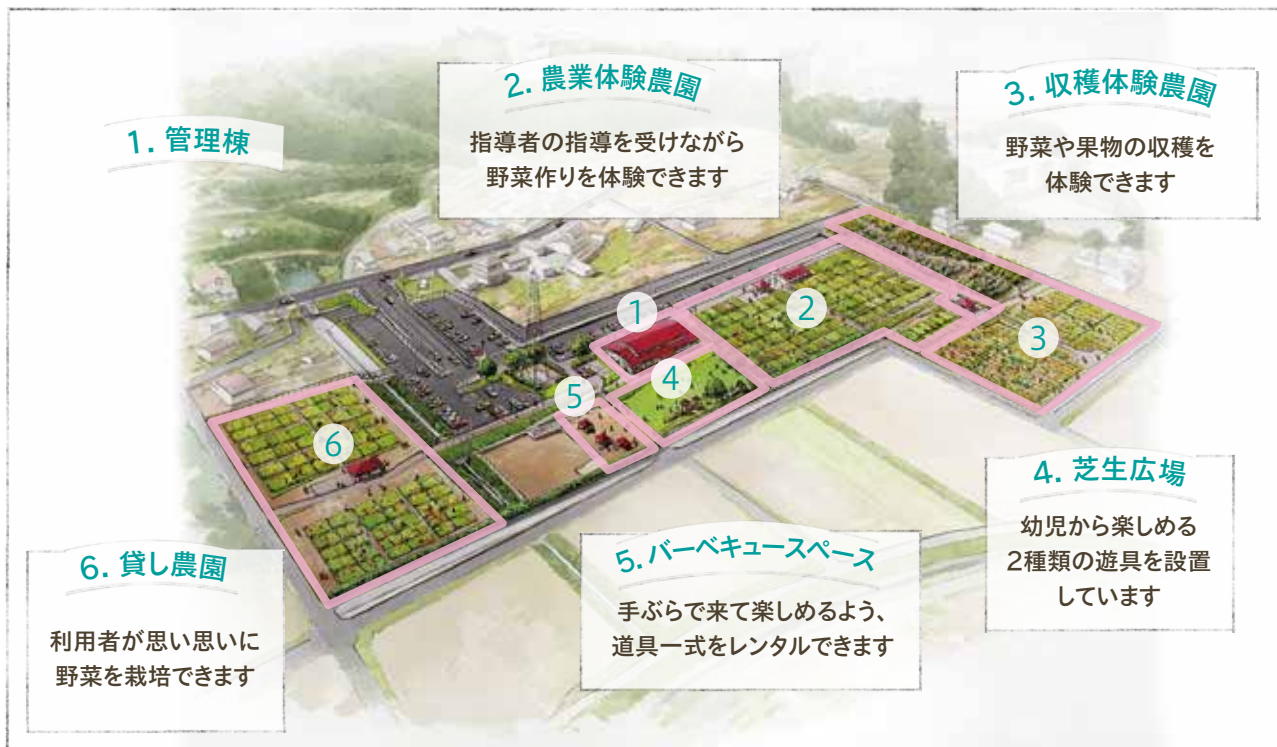 1. 管理棟
2. 農業体験農園
指導者の指導を受けながら
野菜作りを体験できます
3. 収穫体験農園
野菜や果物の収穫を
体験できます
1
2
3
4
5
6
4. 芝生広場
幼児から楽しめる
2種類の遊具を設置
しています
5. バーベキュースペース
手ぶらで来て楽しめるよう、
道具一式をレンタルできます
6. 貸し農園
利用者が思い思いに
野菜を栽培できます